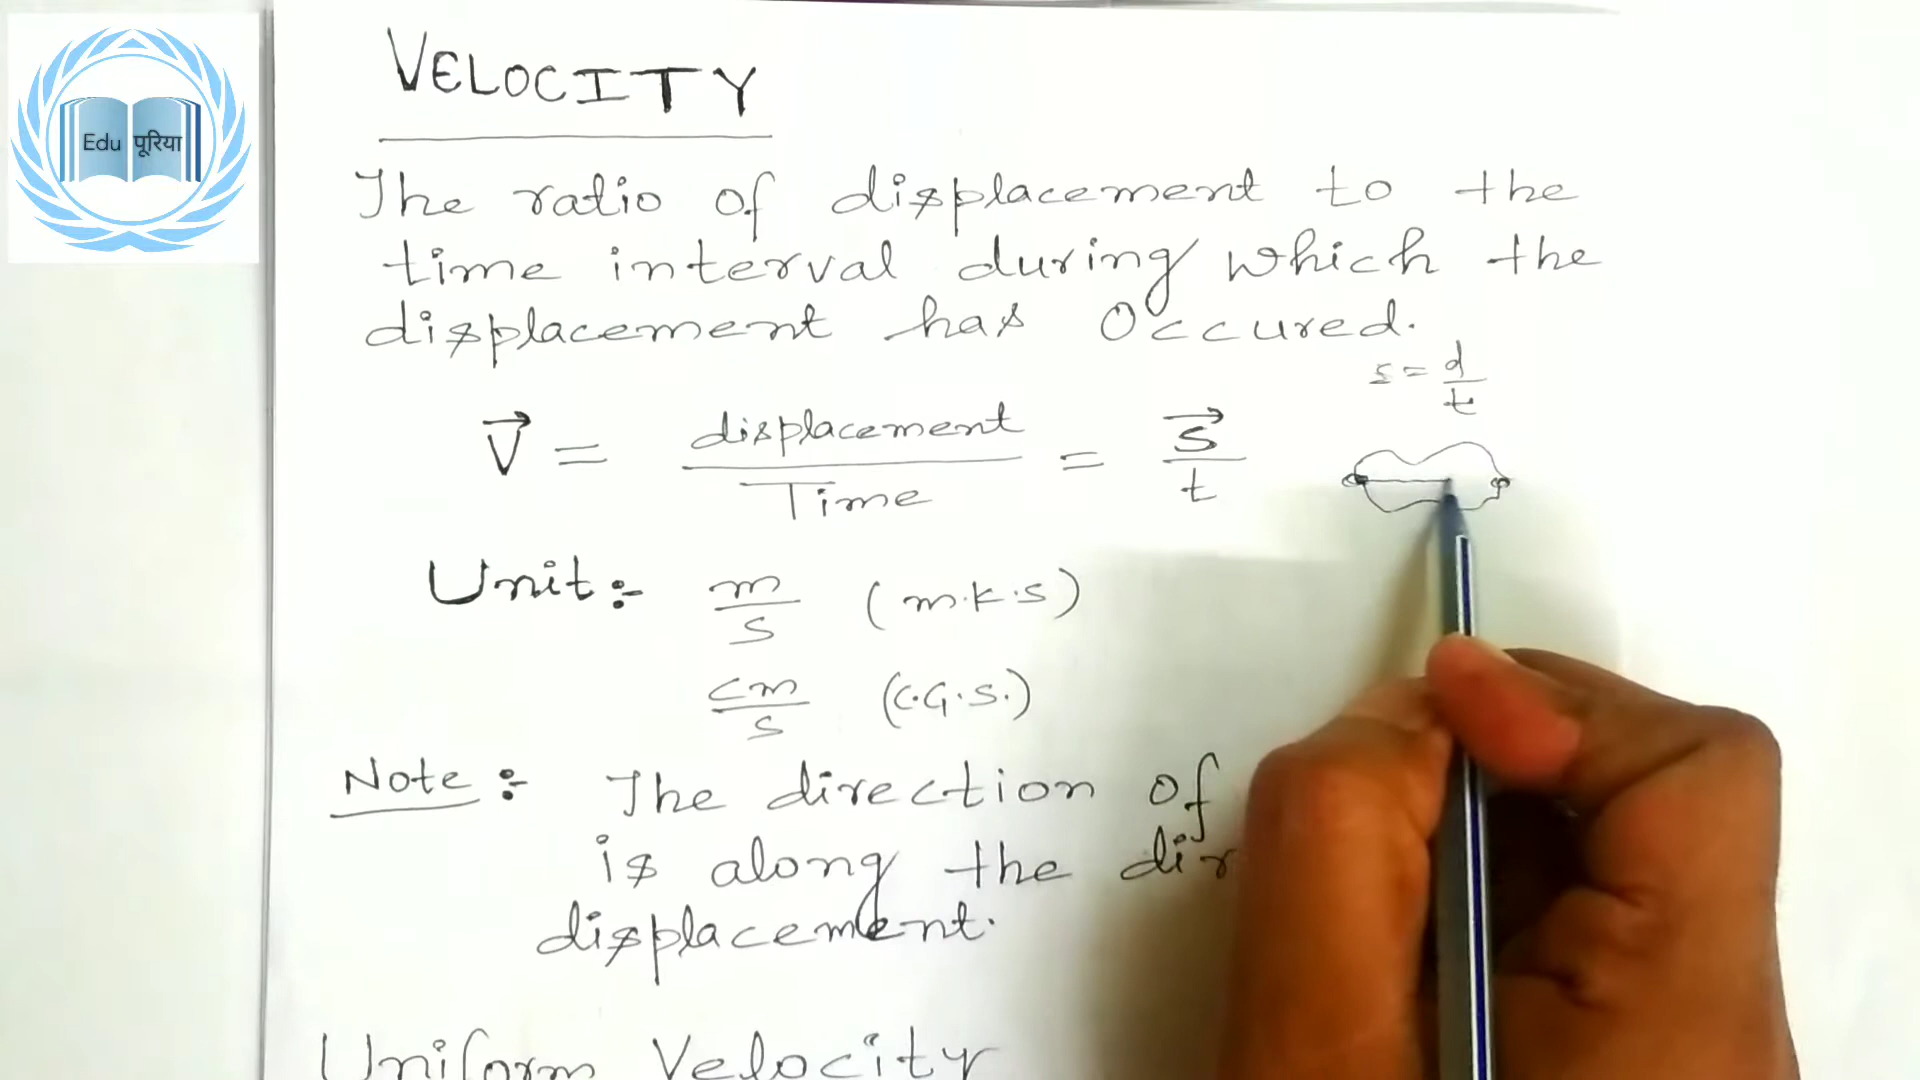 Edu पूरिया
VELOCITY
The ratio of displacement to the
time interval during which the
displacement has occured.
s = d/t
V⃗ = displacement/Time = s⃗/t
Unit:- m/s (m.k.s)
cm/s (C.G.S.)
Note:- The direction of
is along the dir
displacement.
Uniform Velocity